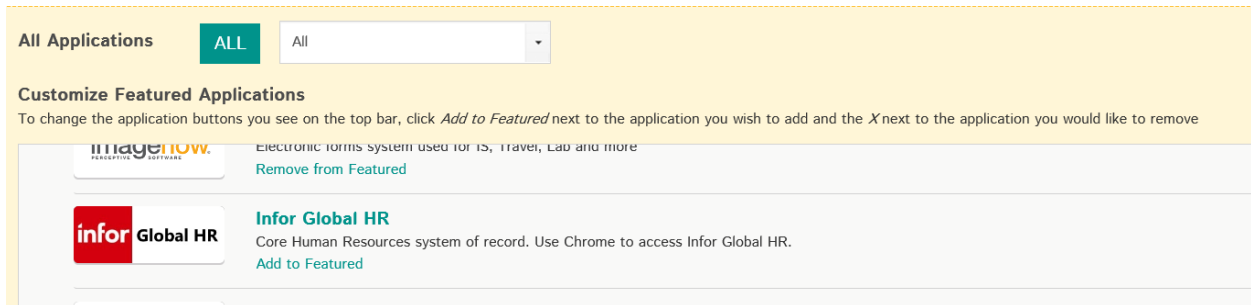 All Applications ALL All
Customize Featured Applications
To change the application buttons you see on the top bar, click Add to Featured next to the application you wish to add and the X next to the application you would like to remove
imagenow.
PERCEPTIVE SOFTWARE
Electronic forms system used for IS, Travel, Lab and more
Remove from Featured
infor Global HR
Infor Global HR
Core Human Resources system of record. Use Chrome to access Infor Global HR.
Add to Featured